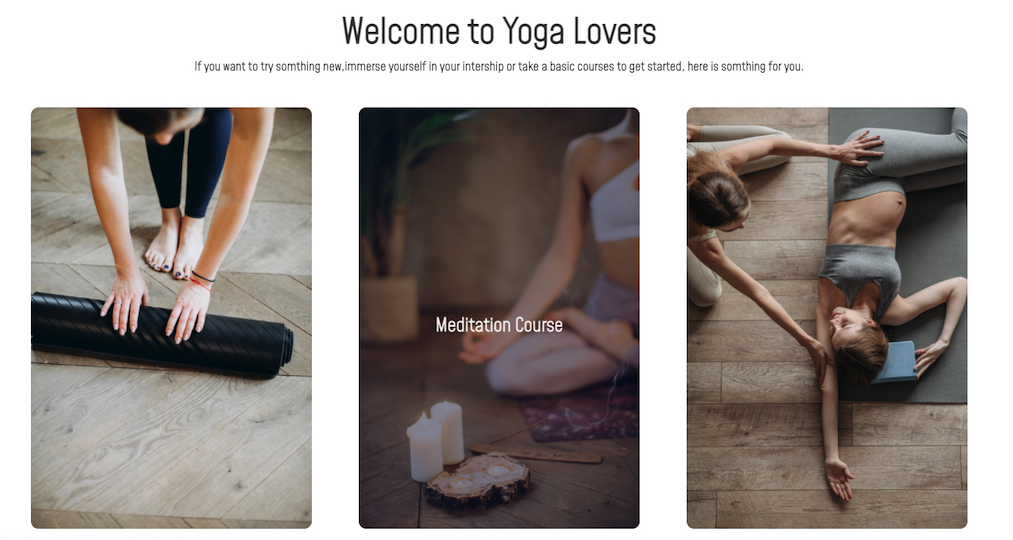 Welcome to Yoga Lovers
If you want to try somthing new,immerse yourself in your intership or take a basic courses to get started, here is somthing for you.
Meditation Course